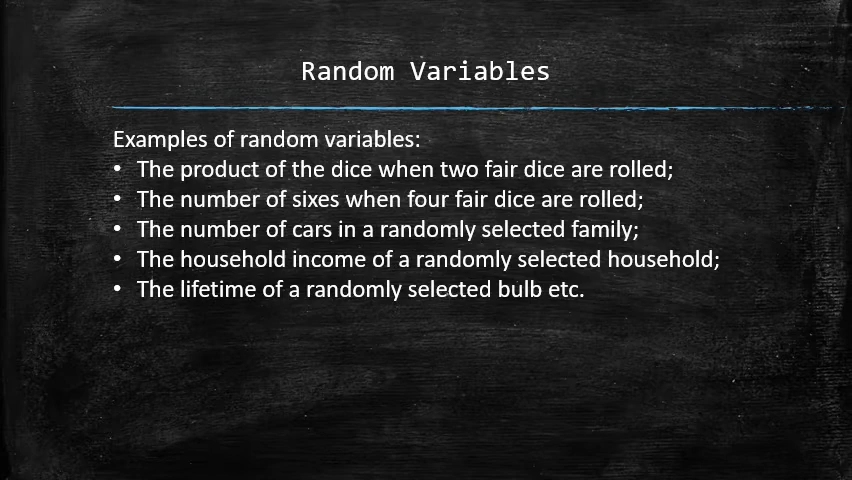 Random Variables
Examples of random variables:
• The product of the dice when two fair dice are rolled;
• The number of sixes when four fair dice are rolled;
• The number of cars in a randomly selected family;
• The household income of a randomly selected household;
• The lifetime of a randomly selected bulb etc.